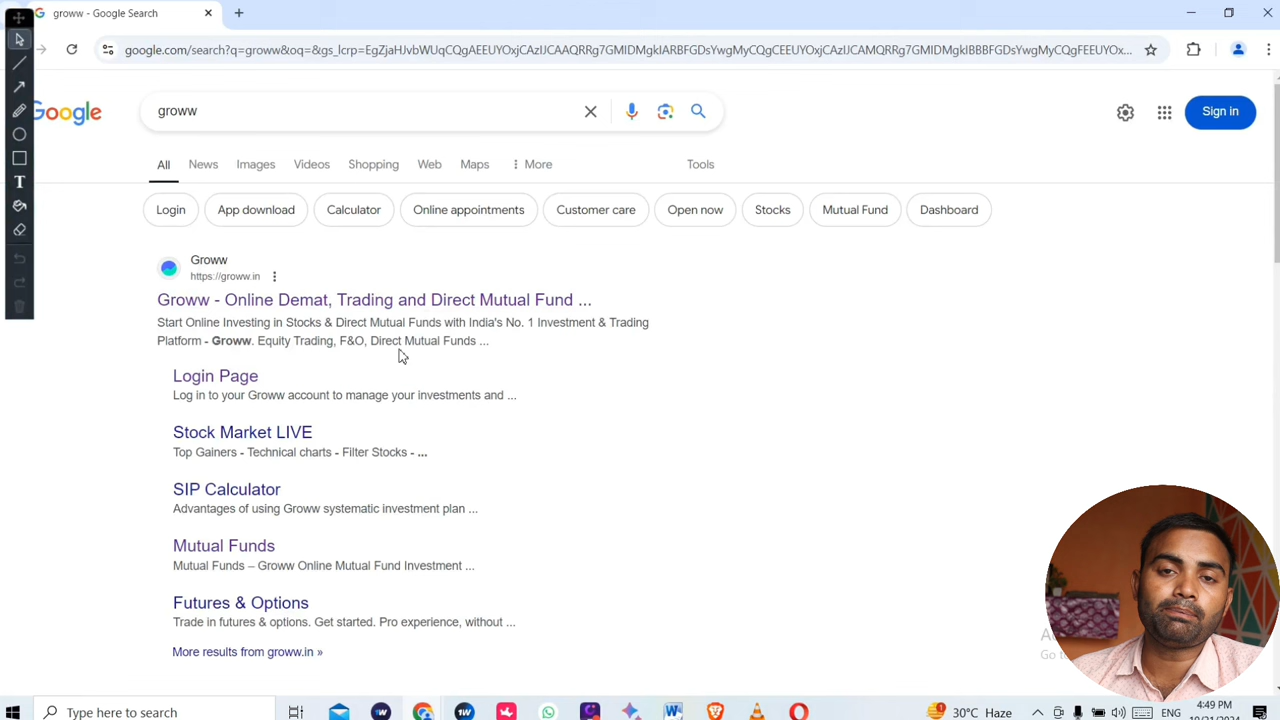 groww - Google Search
google.com/search?q=groww&oq=&gs_lcrp=EgZjaHJvbWUqCQgAEEUYOxjCAzIJCAAQRRg7GMIDMgkIARBFGDsYwgMyCQgCEEUYOxjCAzIJCAMQRRg7GMIDMgkIBBBFGDsYwgMyCQgFEEUYOxjCAzIJCAMQRRg...
Google
groww
Sign in
All News Images Videos Shopping Web Maps More Tools
Login App download Calculator Online appointments Customer care Open now Stocks Mutual Fund Dashboard
Groww
https://groww.in
Groww - Online Demat, Trading and Direct Mutual Fund ...
Start Online Investing in Stocks & Direct Mutual Funds with India's No. 1 Investment & Trading
Platform - Groww. Equity Trading, F&O, Direct Mutual Funds ...
Login Page
Log in to your Groww account to manage your investments and ...
Stock Market LIVE
Top Gainers - Technical charts - Filter Stocks - ...
SIP Calculator
Advantages of using Groww systematic investment plan ...
Mutual Funds
Mutual Funds – Groww Online Mutual Fund Investment ...
Futures & Options
Trade in futures & options. Get started. Pro experience, without ...
More results from groww.in »
Go to
Type here to search
30°C Haze
ENG
4:49 PM